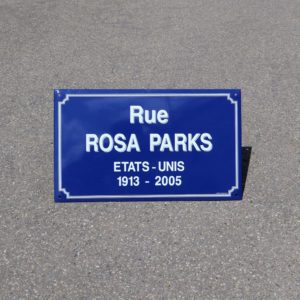 Rue
ROSA PARKS
ETATS-UNIS
1913 - 2005